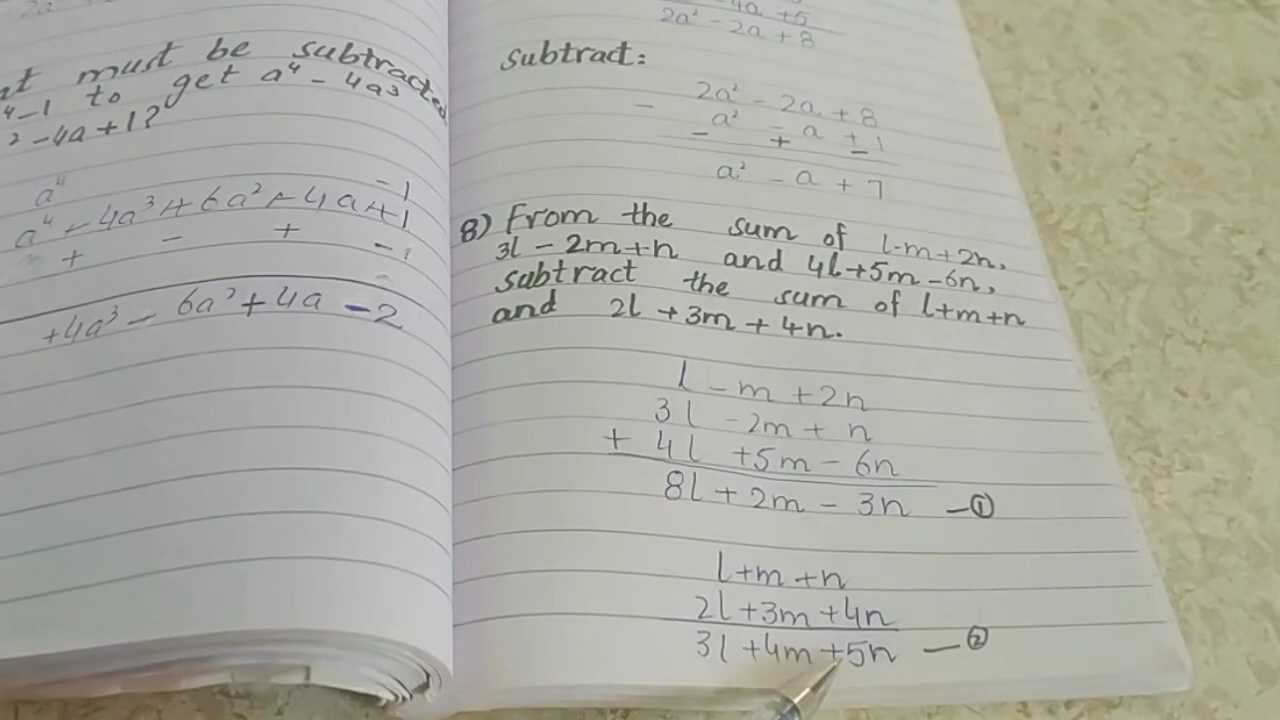 must be subtracted
-1 to get a⁴ - 4a³
² - 4a + 1?
a⁴ - 1
a⁴ - 4a³ + 6a² - 4a + 1
+ - + -
+4a³ - 6a² + 4a - 2
-4a + 5
2a² - 2a + 8
subtract:
- 2a² - 2a + 8
a² - a + 1
- + -
a² - a + 7
8) From the sum of l-m+2n,
3l - 2m + n and 4l+5m-6n,
subtract the sum of l+m+n
and 2l + 3m + 4n.
l - m + 2n
3l - 2m + n
+ 4l + 5m - 6n
8l + 2m - 3n - ①
l+m+n
2l+3m+4n
3l+4m+5n - ②